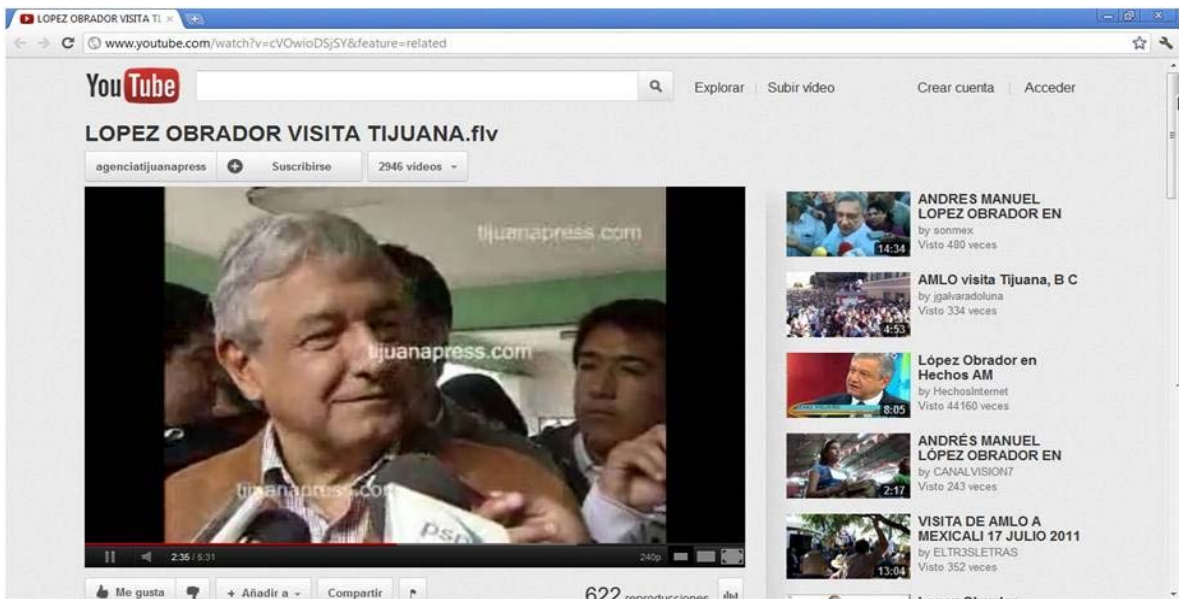 LOPEZ OBRADOR VISITA TI
www.youtube.com/watch?v=cVOwioDSjSY&feature=related
YouTube
Explorar
Subir vídeo
Crear cuenta
Acceder
LOPEZ OBRADOR VISITA TIJUANA.flv
agenciatijuanapress
Suscribirse
2946 vídeos
tijuanapress.com
tijuanapress.com
tijuanapress.com
psn
2:35 / 5:31
240p
Me gusta
+ Añadir a
Compartir
622 reproducciones
14:34
ANDRES MANUEL
LOPEZ OBRADOR EN
by sonmex
Visto 480 veces
4:53
AMLO visita Tijuana, B C
by jgalvaradoluna
Visto 334 veces
8:05
López Obrador en
Hechos AM
by HechosInternet
Visto 44160 veces
2:17
ANDRÉS MANUEL
LÓPEZ OBRADOR EN
by CANALVISION7
Visto 243 veces
13:04
VISITA DE AMLO A
MEXICALI 17 JULIO 2011
by ELTR3SLETRAS
Visto 352 veces